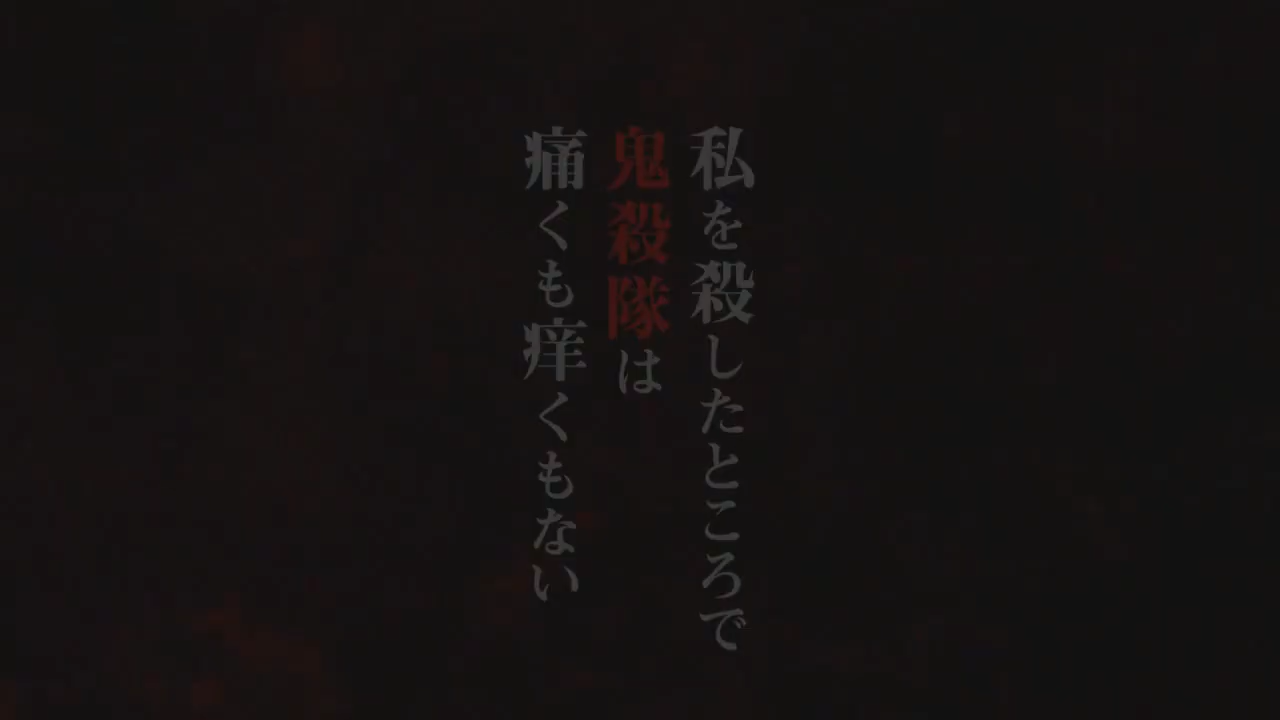 私を殺したところで
鬼殺隊は
痛くも痒くもない